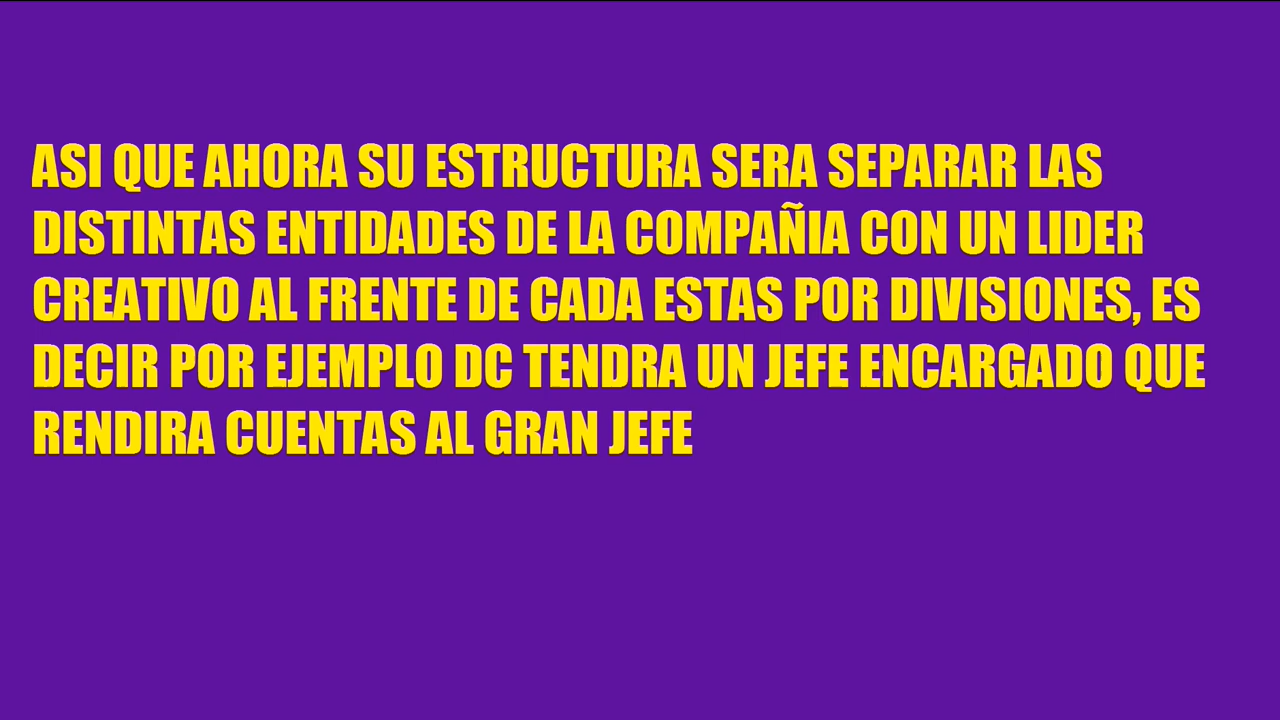 ASI QUE AHORA SU ESTRUCTURA SERA SEPARAR LAS
DISTINTAS ENTIDADES DE LA COMPAÑIA CON UN LIDER
CREATIVO AL FRENTE DE CADA ESTAS POR DIVISIONES, ES
DECIR POR EJEMPLO DC TENDRA UN JEFE ENCARGADO QUE
RENDIRA CUENTAS AL GRAN JEFE